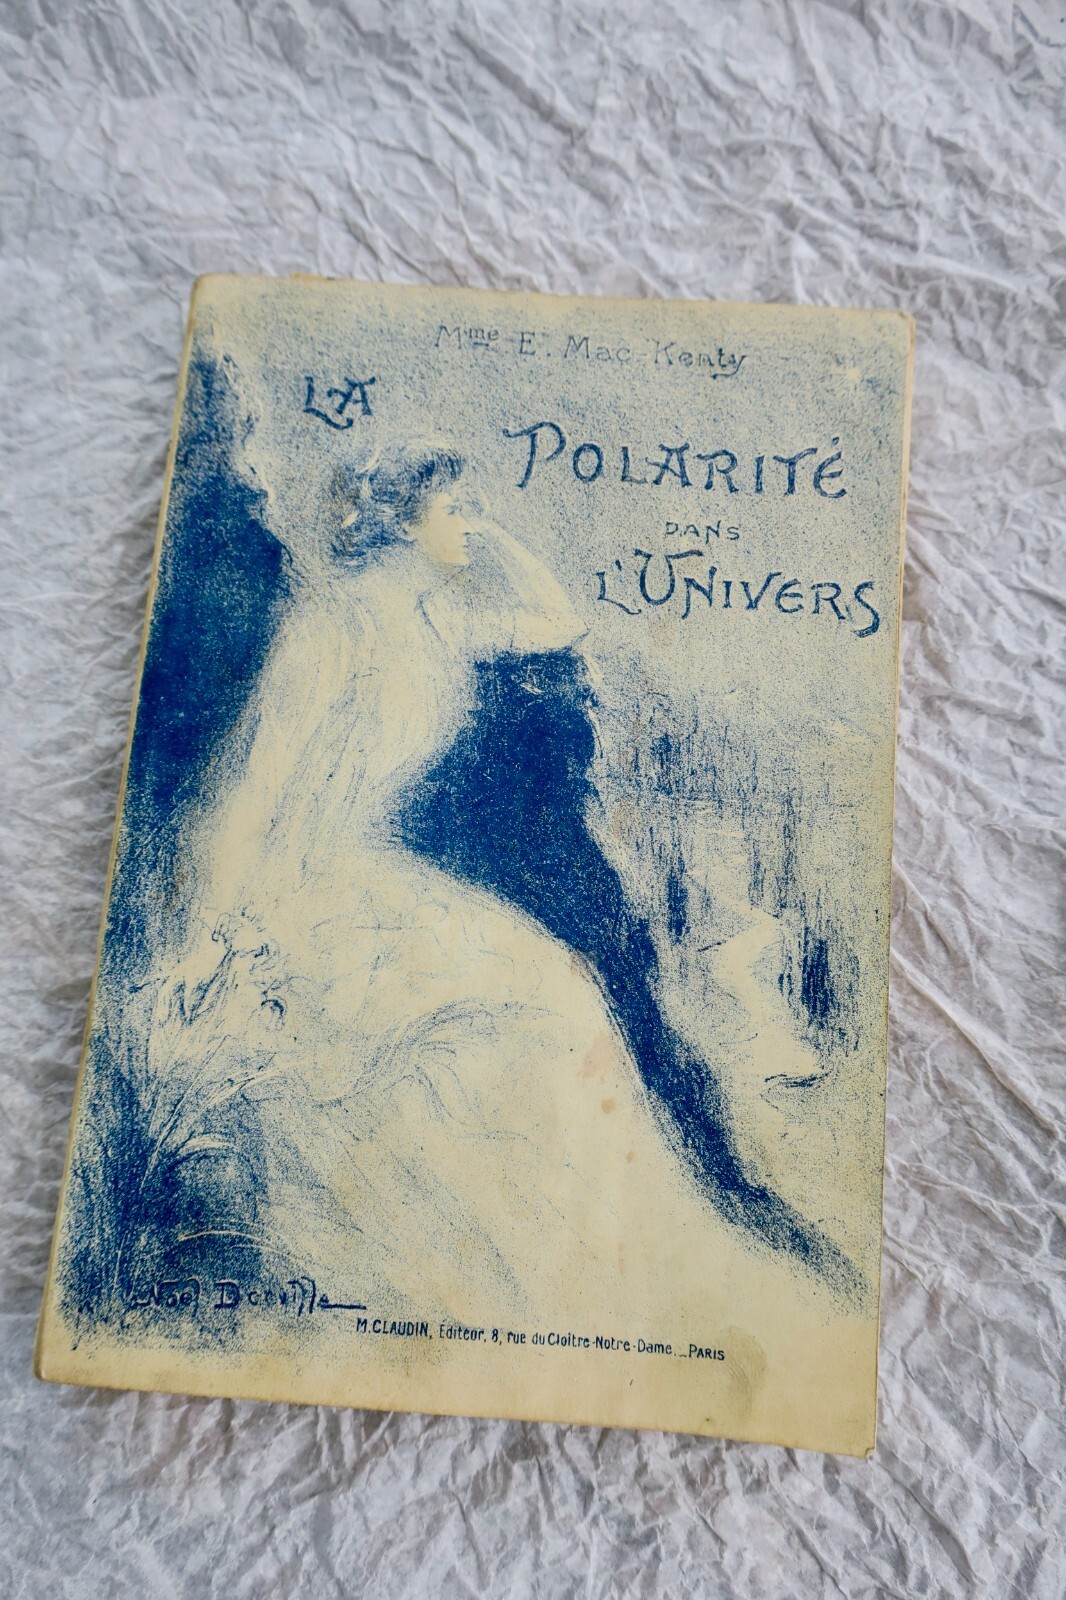 Mme E. Mac-Kenty
LA
POLARITÉ
DANS
L'UNIVERS
Noël Dorville
M. CLAUDIN, Éditeur, 8, rue du Cloître-Notre-Dame._PARIS